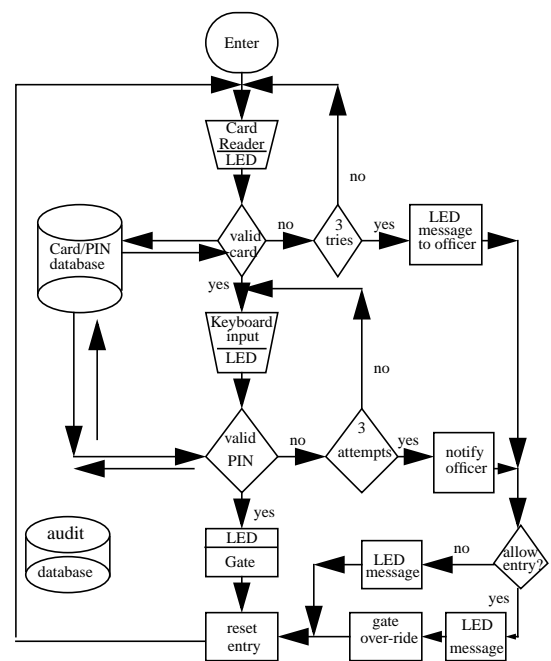 Enter
Card
Reader
LED
no
valid
card
no
3
tries
yes
LED
message
to officer
Card/PIN
database
yes
Keyboard
input
LED
no
valid
PIN
no
3
attempts
yes
notify
officer
yes
audit
database
LED
Gate
LED
message
no
allow
entry?
yes
reset
entry
gate
over-ride
LED
message